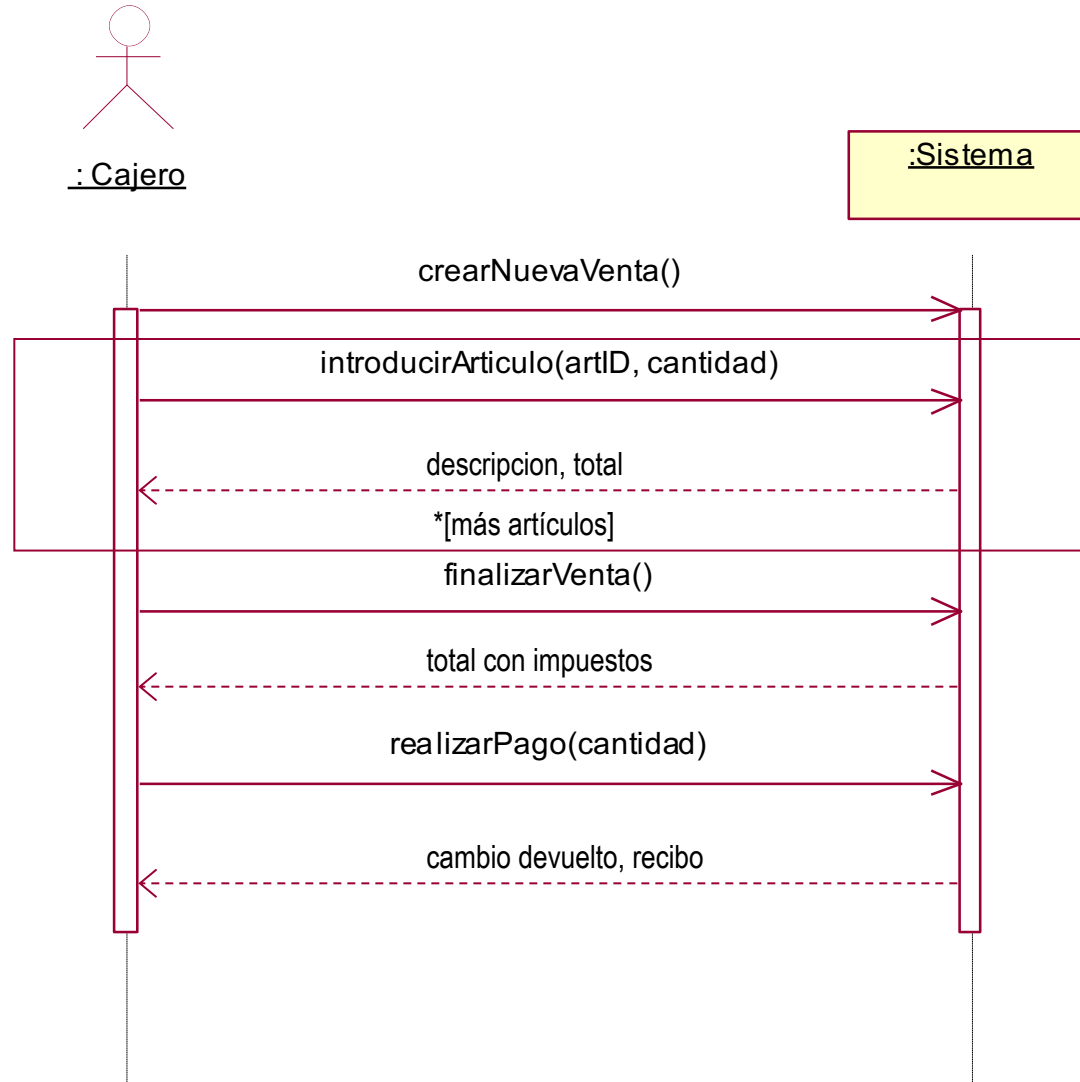 : Cajero
:Sistema
crearNuevaVenta()
introducirArticulo(artID, cantidad)
descripcion, total
*[más artículos]
finalizarVenta()
total con impuestos
realizarPago(cantidad)
cambio devuelto, recibo